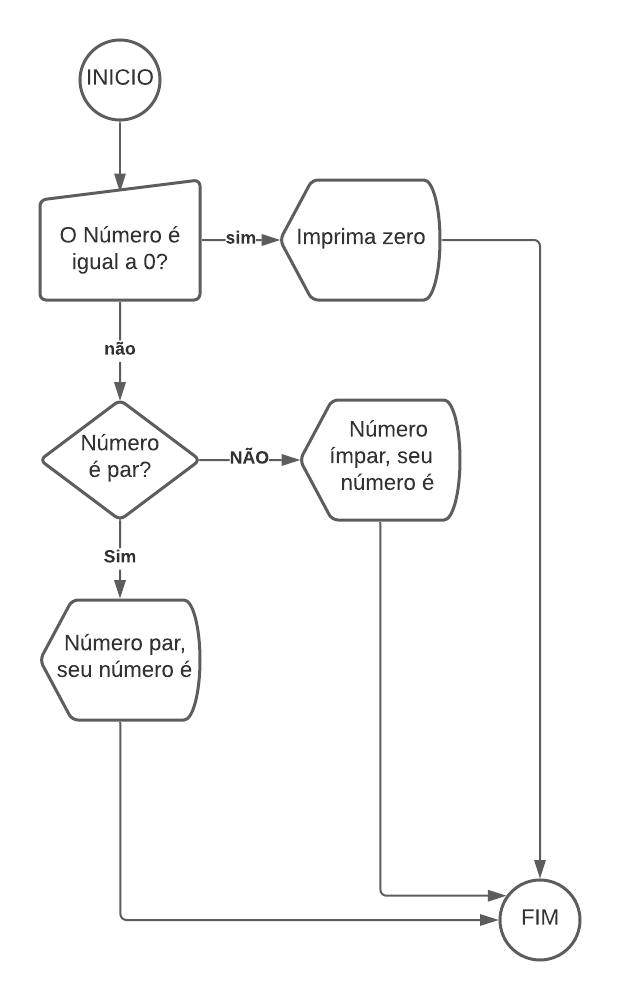 INICIO
O Número é
igual a 0?
sim
Imprima zero
não
Número
é par?
NÃO
Número
ímpar, seu
número é
Sim
Número par,
seu número é
FIM